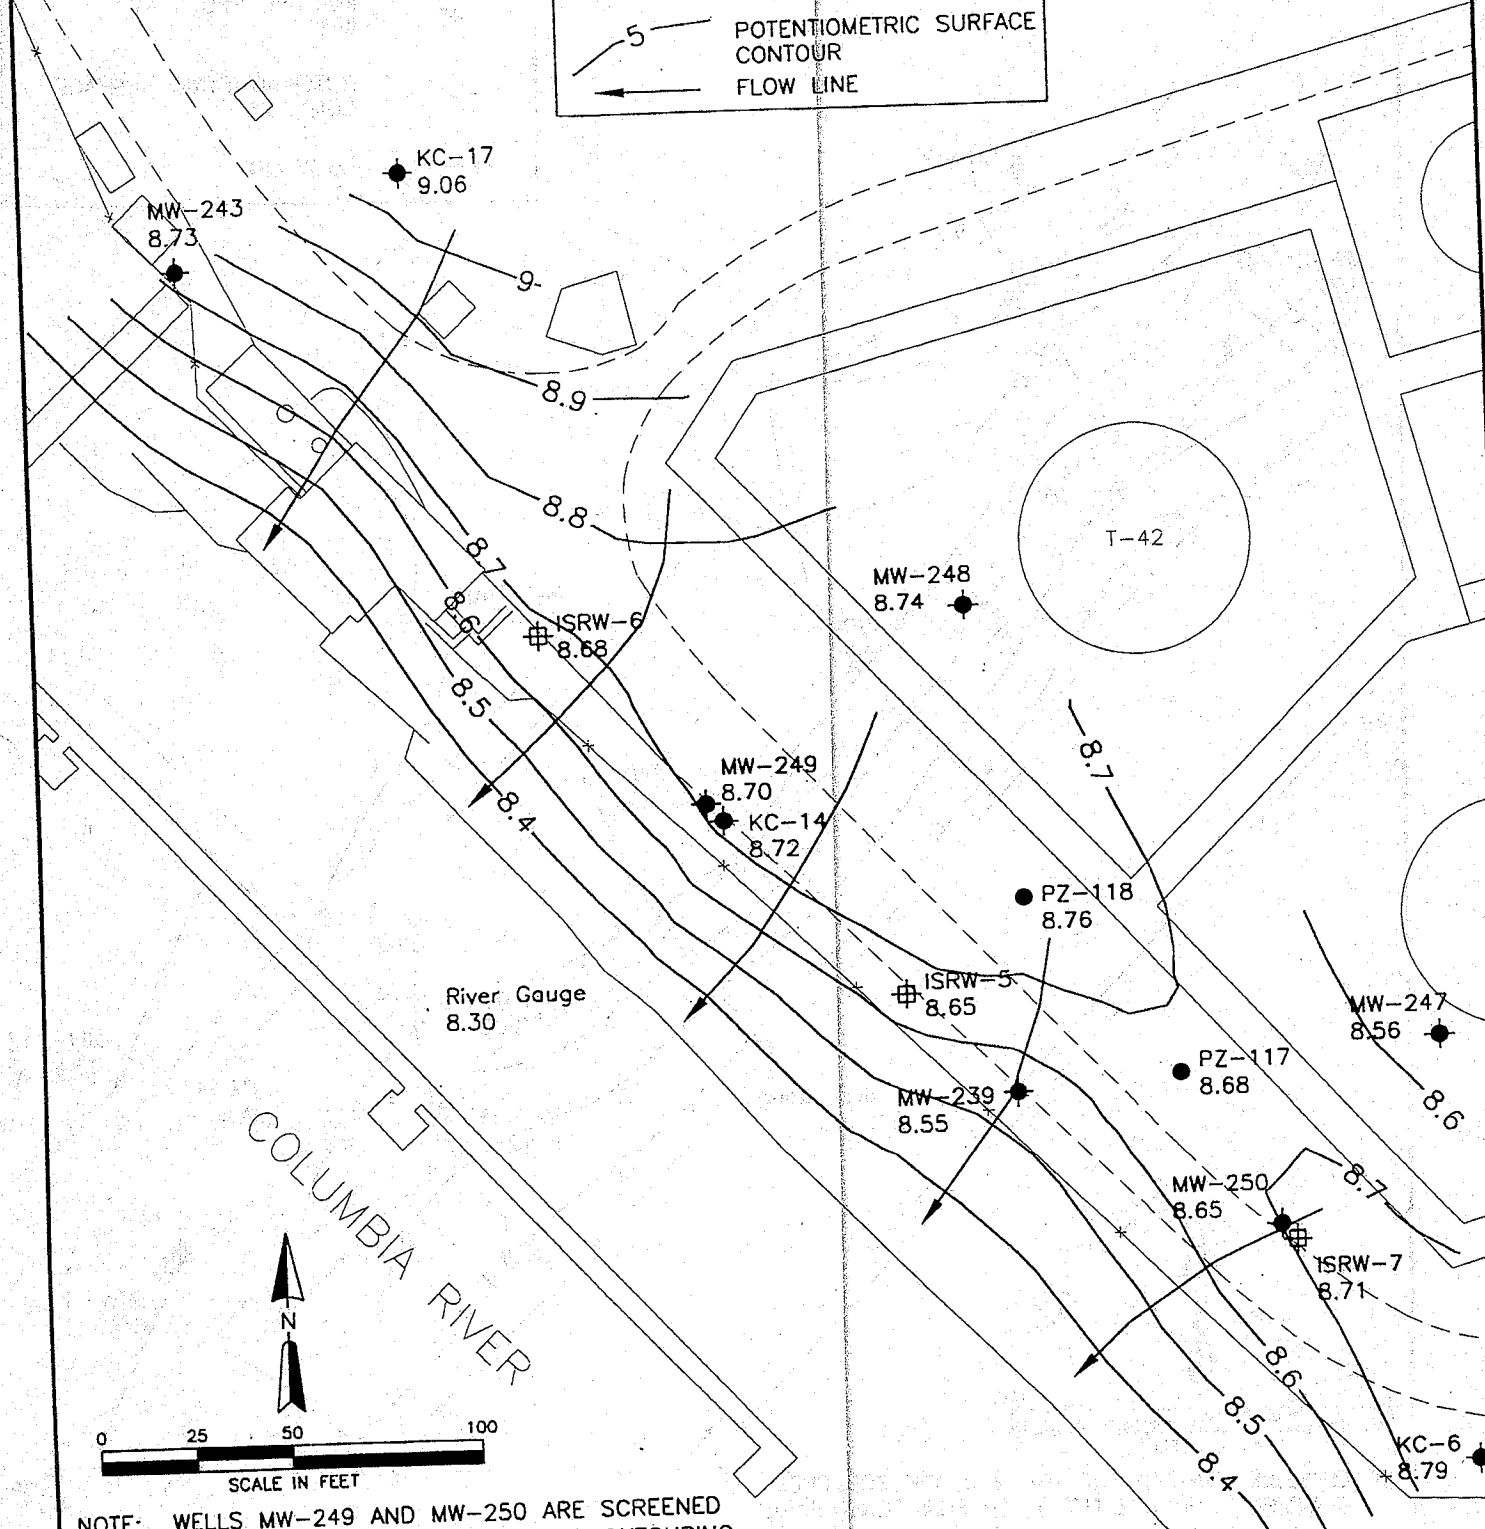 5
POTENTIOMETRIC SURFACE
CONTOUR
FLOW LINE
KC-17
9.06
MW-243
8.73
9
8.9
8.8
T-42
MW-248
8.74
8.7
8.6
ISRW-6
8.68
8.5
8.7
MW-249
8.70
8.4
KC-14
8.72
PZ-118
8.76
ISRW-5
8.65
River Gauge
8.30
MW-247
8.56
PZ-117
8.68
MW-239
8.55
8.6
COLUMBIA RIVER
MW-250
8.65
8.7
ISRW-7
8.71
N
8.6
8.5
8.4
KC-6
8.79
0 25 50 100
SCALE IN FEET
NOTE: WELLS MW-249 AND MW-250 ARE SCREENED